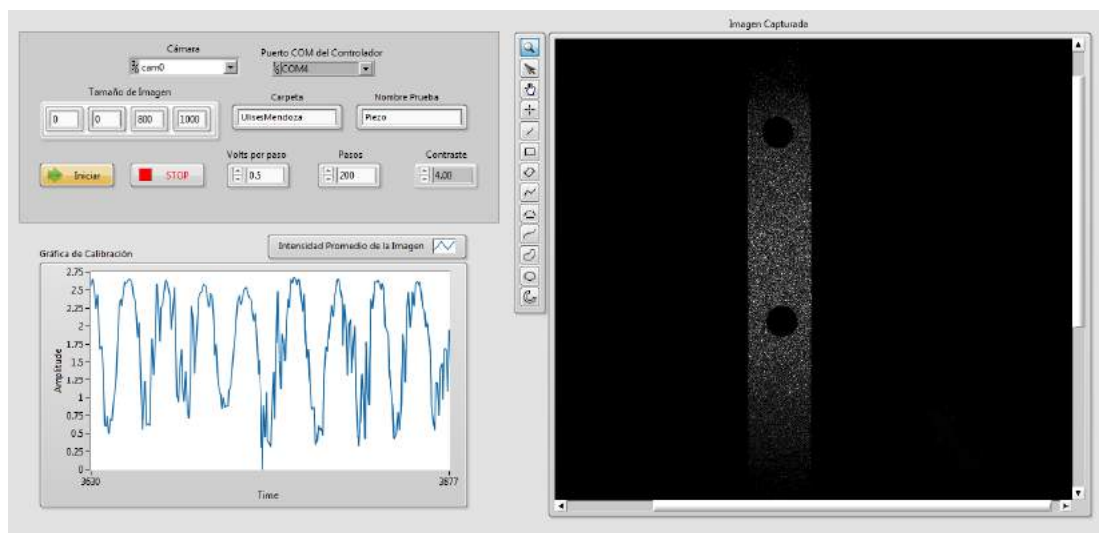 Cámara
cam0
Puerto COM del Controlador
COM4
Tamaño de Imagen
0 0 800 1000
Carpeta
UlisesMendoza
Nombre Prueba
Piezo
Iniciar
STOP
Volts por paso
0.5
Pasos
200
Contraste
4.00
Gráfica de Calibración
Intensidad Promedio de la Imagen
2.75
2.5
2.25
2
1.75
1.5
1.25
1
0.75
0.5
0.25
0
Amplitude
3630
3877
Time
Imagen Capturada